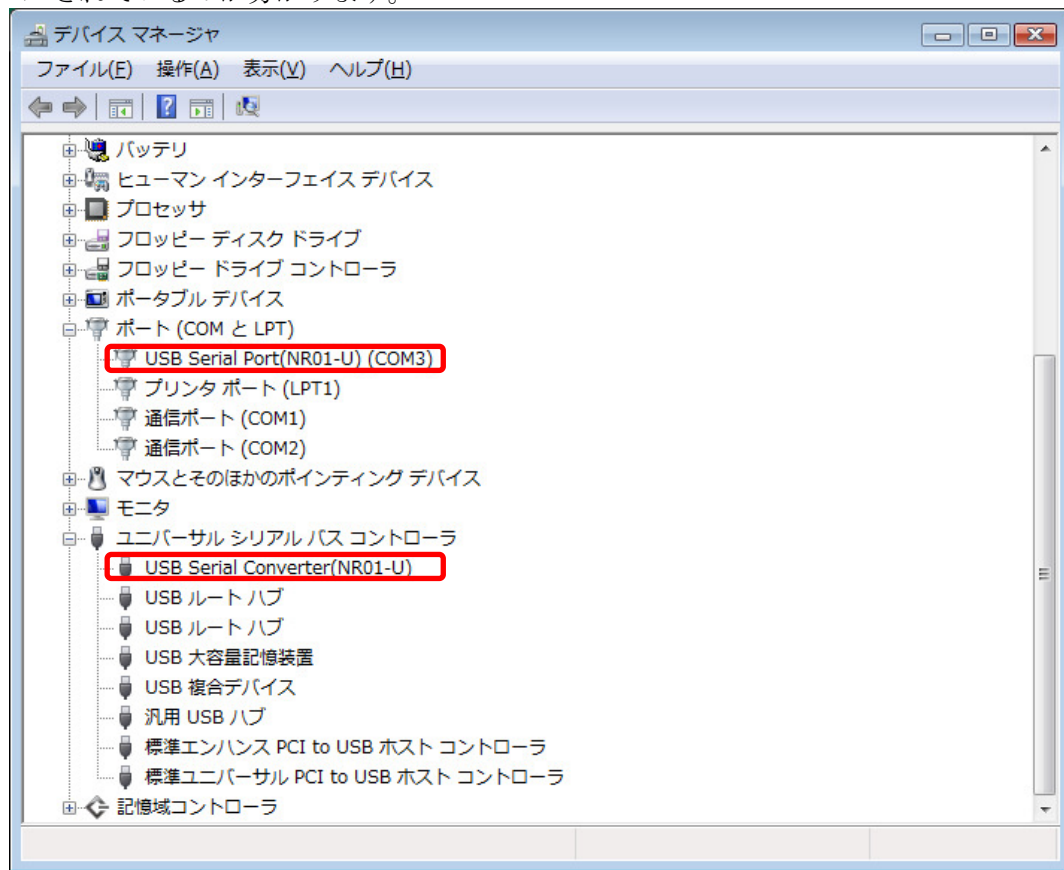 デバイス マネージャ
ファイル(F) 操作(A) 表示(V) ヘルプ(H)
バッテリ
ヒューマン インターフェイス デバイス
プロセッサ
フロッピー ディスク ドライブ
フロッピー ドライブ コントローラ
ポータブル デバイス
ポート (COM と LPT)
USB Serial Port(NR01-U) (COM3)
プリンタ ポート (LPT1)
通信ポート (COM1)
通信ポート (COM2)
マウスとそのほかのポインティング デバイス
モニタ
ユニバーサル シリアル バス コントローラ
USB Serial Converter(NR01-U)
USB ルート ハブ
USB ルート ハブ
USB 大容量記憶装置
USB 複合デバイス
汎用 USB ハブ
標準エンハンス PCI to USB ホスト コントローラ
標準ユニバーサル PCI to USB ホスト コントローラ
記憶域コントローラ